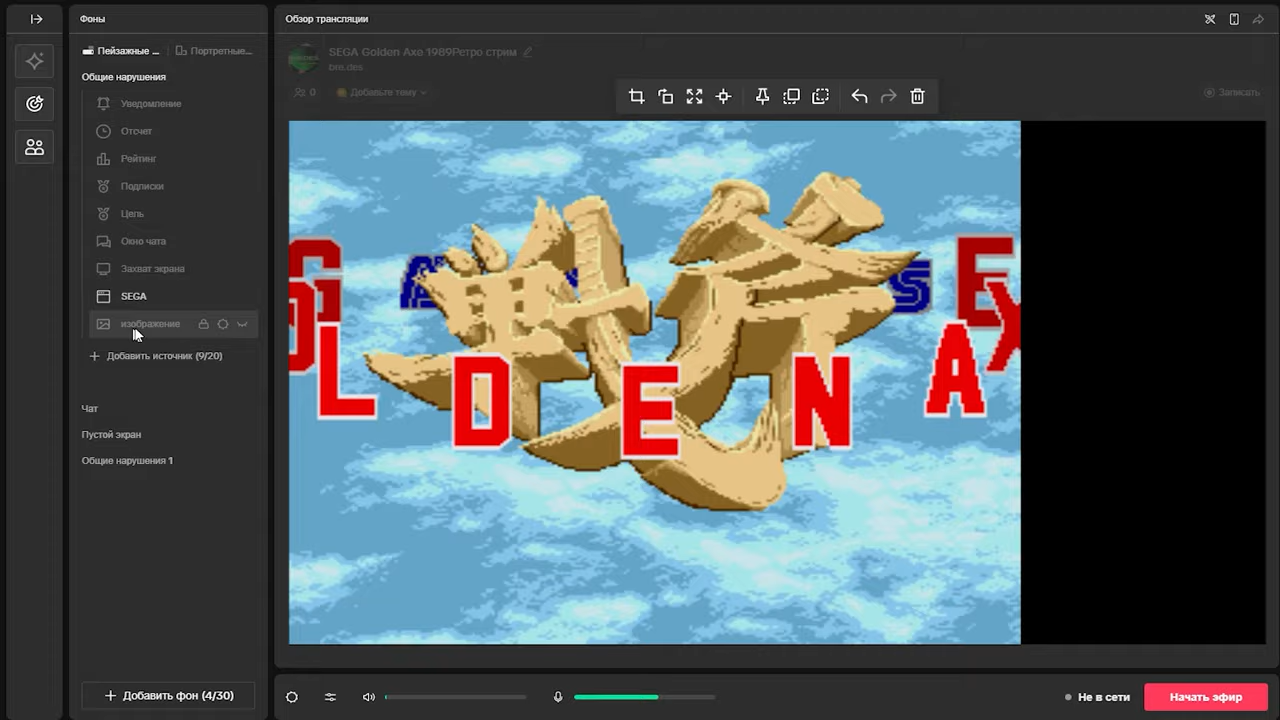 Фоны
Обзор трансляции
Пейзажные ...
Портретные...
SEGA Golden Axe 1989Ретро стрим
bre.des
0
Добавьте тему
Записать
Общие нарушения
Уведомление
Отсчет
Рейтинг
Подписки
Цель
Окно чата
Захват экрана
SEGA
изображение
Добавить источник (9/20)
Чат
Пустой экран
Общие нарушения 1
G S E
L D E N A X
Добавить фон (4/30)
Не в сети
Начать эфир